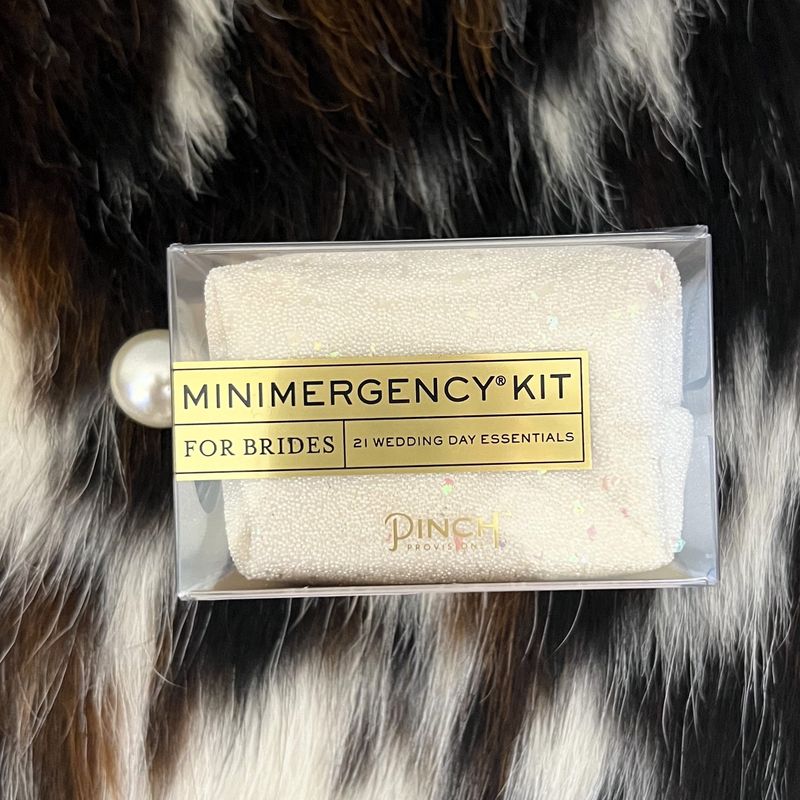 MINIMERGENCY® KIT
FOR BRIDES
21 WEDDING DAY ESSENTIALS
PINCH
PROVISIONS